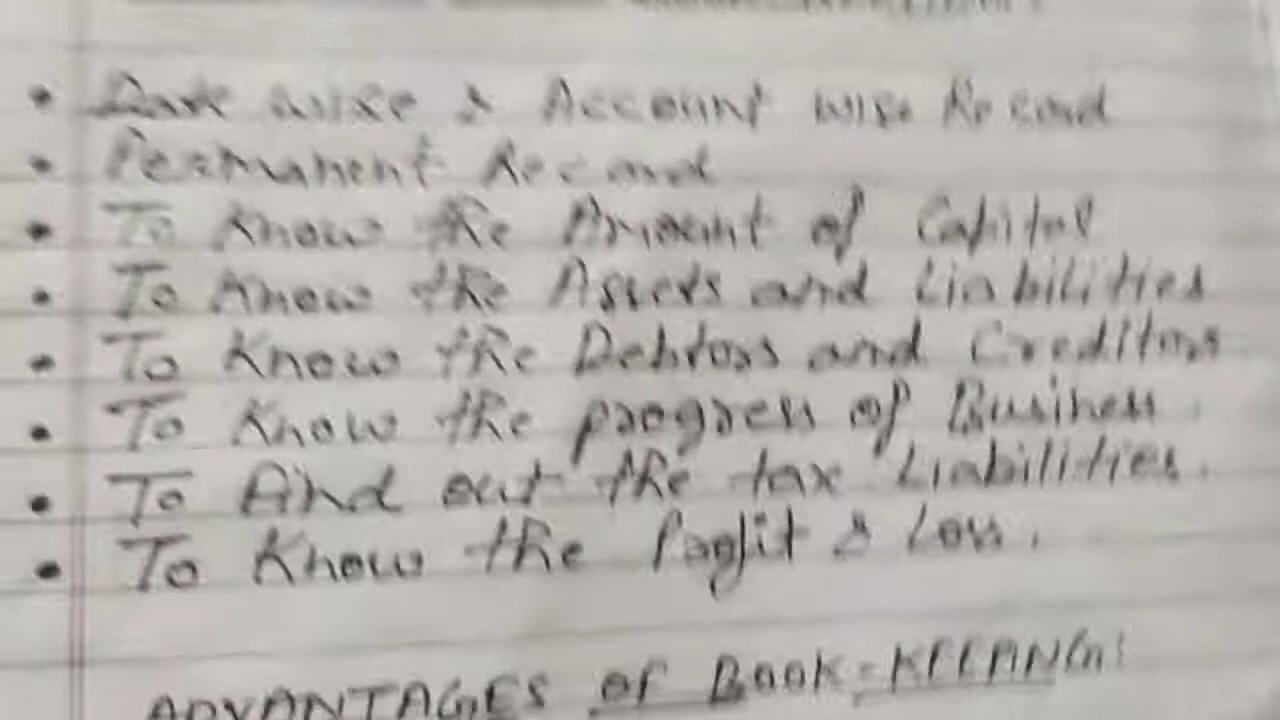 • Date wise & Account wise Record
• Permanent Record
• To Know the Amount of Capital
• To Know the Assets and Liabilities
• To Know the Debtors and Creditors
• To Know the progress of Business.
• To find out the tax Liabilities.
• To Know the Profit & Loss.
ADVANTAGES of Book-KEEPING: